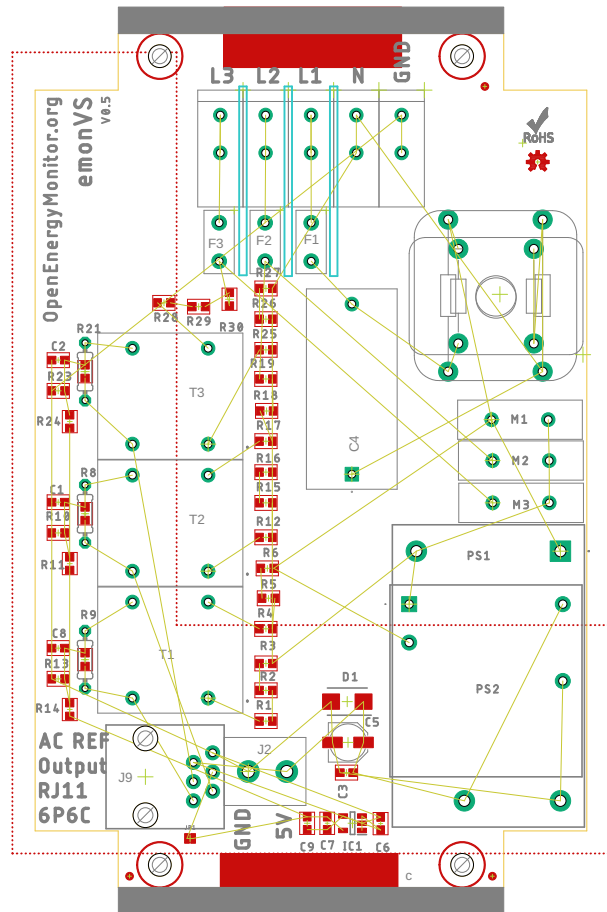 L3 L2 L1 N GND
OpenEnergyMonitor.org
emonVS
V0.5
RoHS
F3 F2 F1
R27
R28
R29
R30
R26
R25
R21
C2
R23
R24
T3
R19
R18
R17
R16
R15
R12
C4
M1
M2
M3
R8
C1
R10
R11
T2
R6
R5
R4
R3
R2
R1
PS1
PS2
R9
C8
R13
R14
T1
D1
C5
C3
AC REF
Output
RJ11
6P6C
J9
J2
JP1
GND
5V
C9 C7 IC1 C6
C